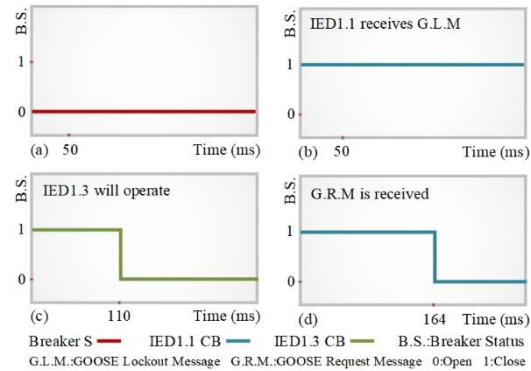 B.S.
1
0
(a) 50 Time (ms)
B.S.
IED1.1 receives G.L.M
1
0
(b) 50 Time (ms)
B.S.
IED1.3 will operate
1
0
(c) 110 Time (ms)
B.S.
G.R.M is received
1
0
(d) 164 Time (ms)
Breaker S IED1.1 CB IED1.3 CB B.S.:Breaker Status
G.L.M.:GOOSE Lockout Message G.R.M.:GOOSE Request Message 0:Open 1:Close